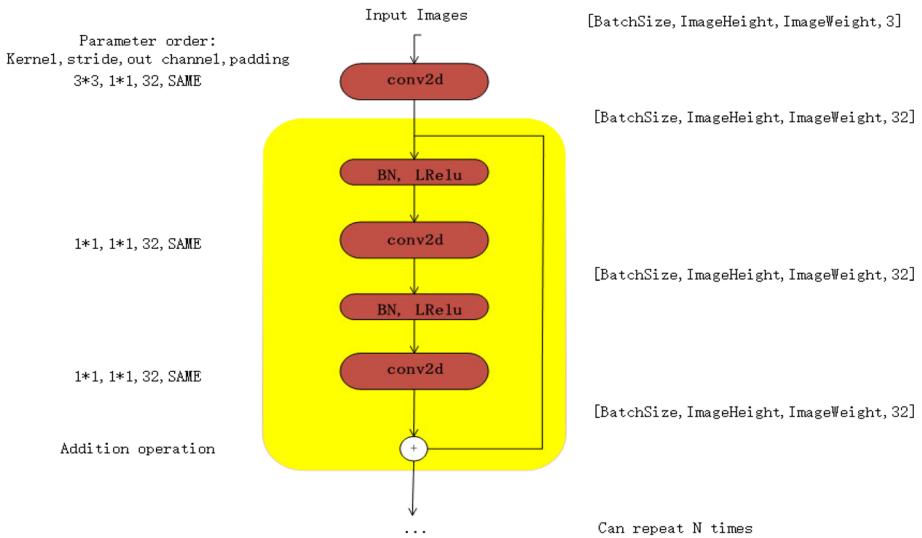 Input Images
[BatchSize,ImageHeight,ImageWeight,3]
Parameter order:
Kernel,stride,out channel,padding
3*3,1*1,32,SAME
conv2d
[BatchSize,ImageHeight,ImageWeight,32]
BN, LRelu
1*1,1*1,32,SAME
conv2d
[BatchSize,ImageHeight,ImageWeight,32]
BN, LRelu
1*1,1*1,32,SAME
conv2d
[BatchSize,ImageHeight,ImageWeight,32]
Addition operation
+
...
Can repeat N times